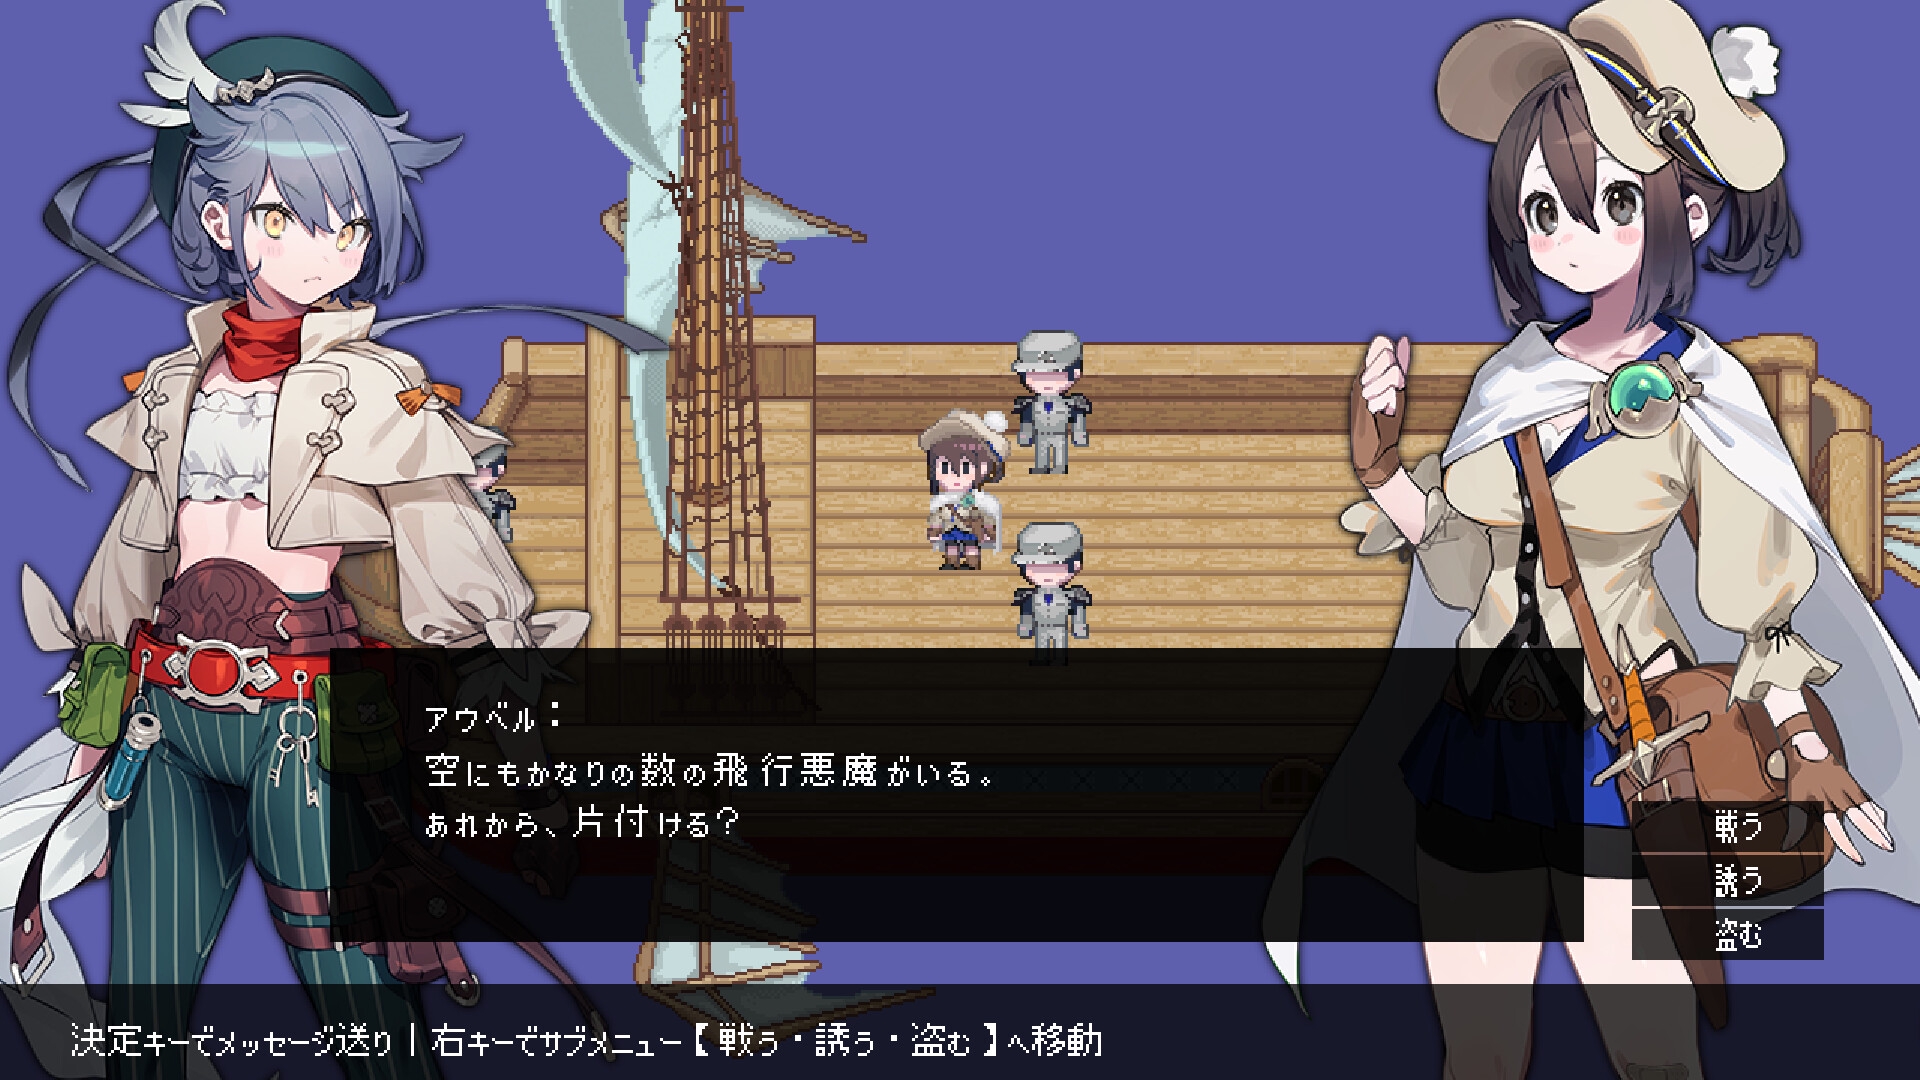 アウベル：
空にもかなりの数の飛行悪魔がいる。
あれから、片付ける？
戦う
誘う
盗む
決定キーでメッセージ送り｜右キーでサブメニュー【戦う・誘う・盗む】へ移動